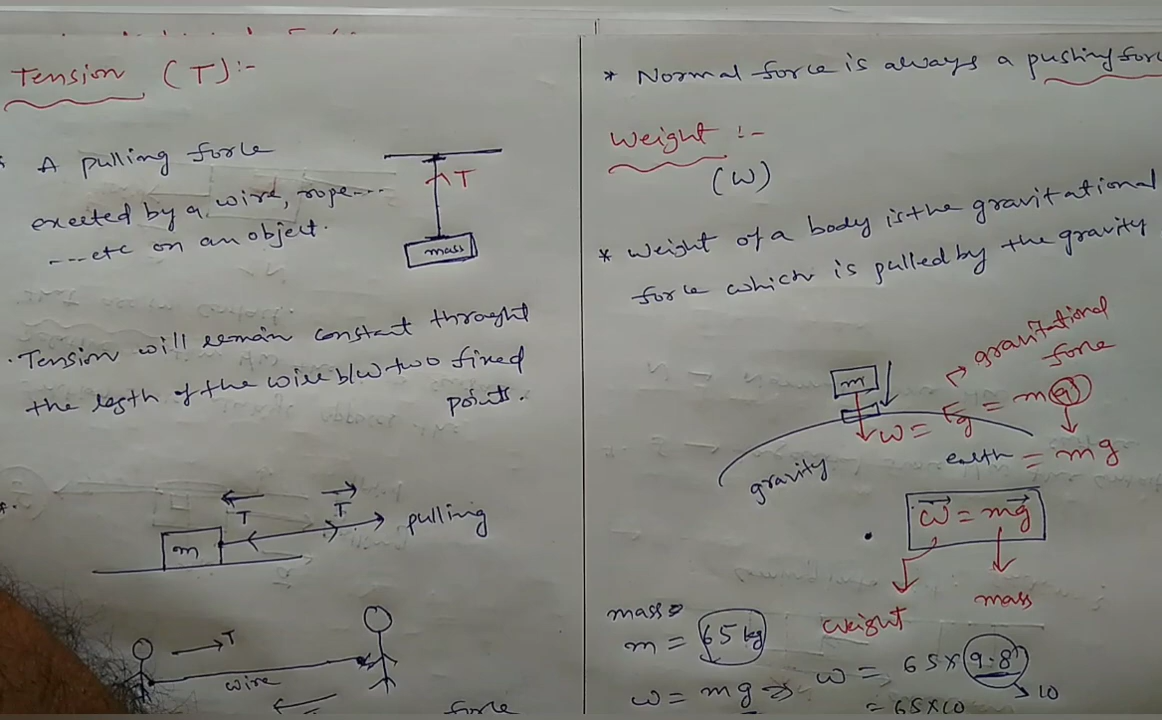 Tension (T):-
A pulling force
exerted by a, wire, rope---
---etc on an object.
T
mass
Tension will remain constant throught
the legth of the wire b/w two fixed
points.
T T
m
pulling
T
wire
force
* Normal force is always a pushing forc
Weight :-
(W)
* Weight of a body is the gravitational
force which is pulled by the gravity
m
gravitational
force
w = Fg = m(a)
earth = mg
gravity
w = mg
weight
mass
mass
m = 65 kg
w = mg ⇒ w = 65 × 9.8
10
= 65×10